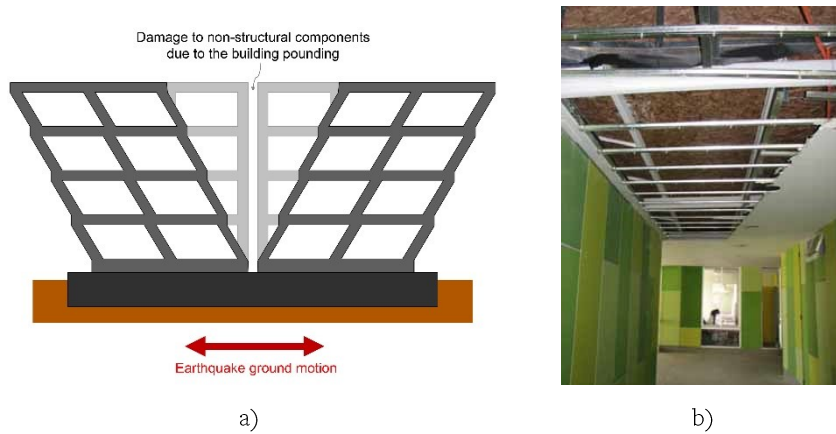 Damage to non-structural components
due to the building pounding
Earthquake ground motion
a)
b)